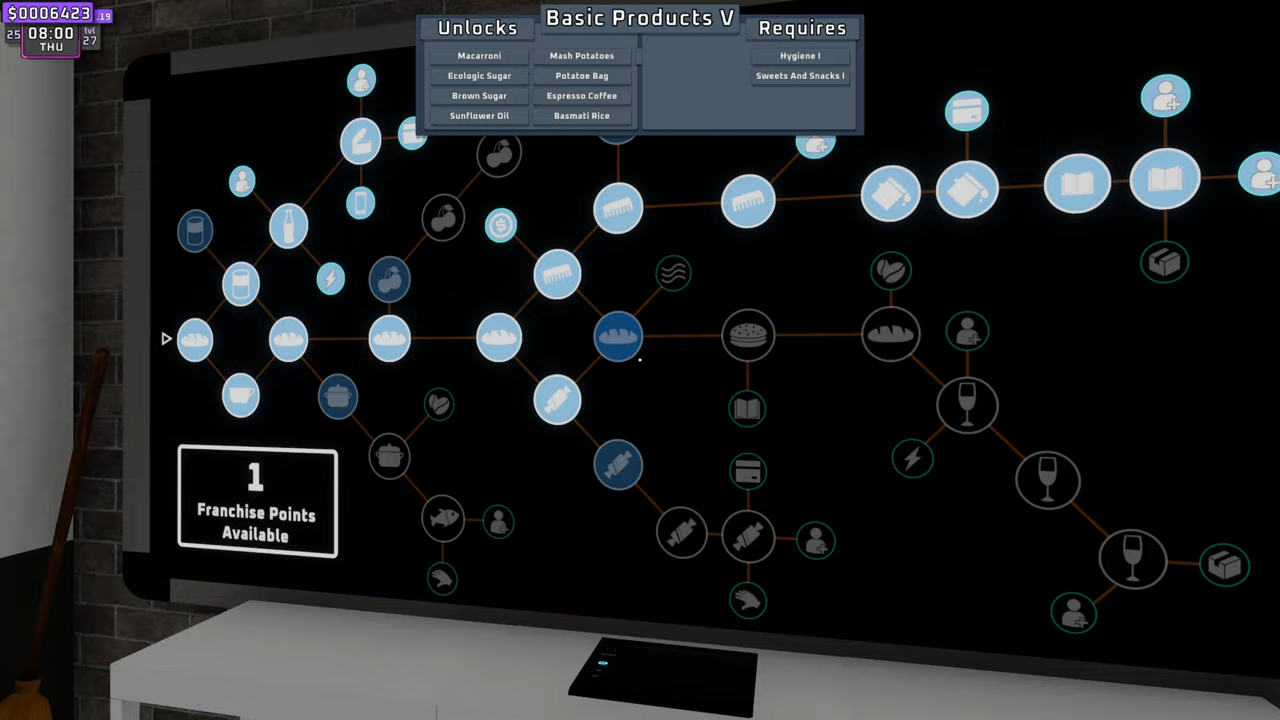 $0006423.19
25 08:00 lvl
THU 27
Basic Products V
Unlocks
Requires
Macarroni Mash Potatoes
Ecologic Sugar Potatoe Bag
Brown Sugar Espresso Coffee
Sunflower Oil Basmati Rice
Hygiene I
Sweets And Snacks I
1
Franchise Points
Available